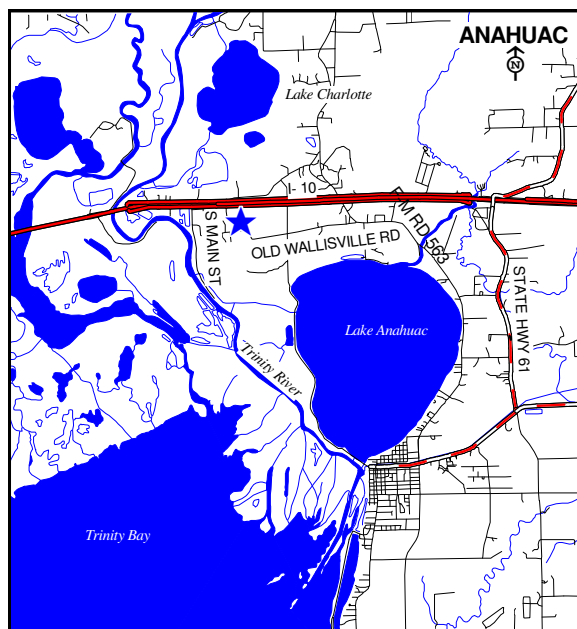 ANAHUAC
N
Lake Charlotte
I- 10
S MAIN ST
F M RD 563
OLD WALLISVILLE RD
STATE HWY 61
Lake Anahuac
Trinity River
Trinity Bay